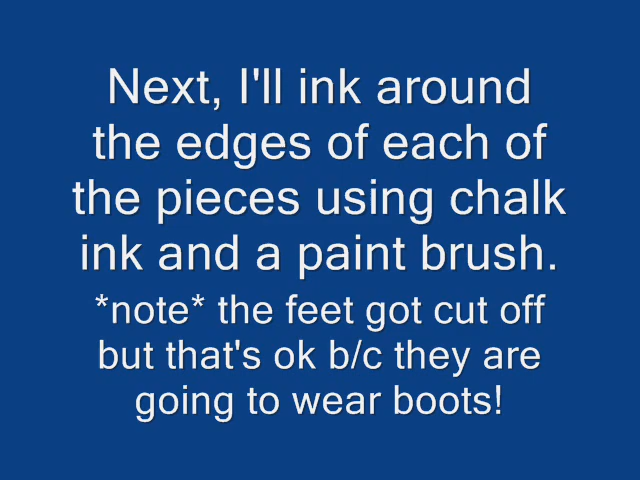 Next, I'll ink around
the edges of each of
the pieces using chalk
ink and a paint brush.
*note* the feet got cut off
but that's ok b/c they are
going to wear boots!